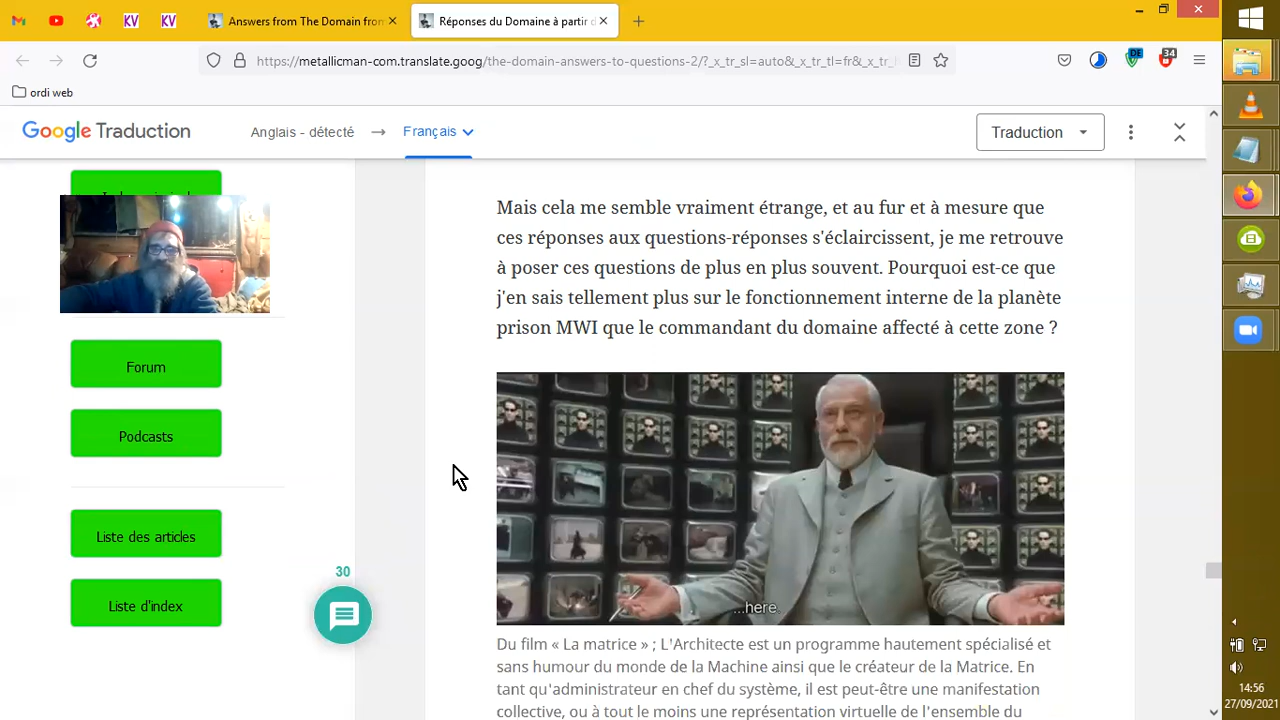 Answers from The Domain from
Réponses du Domaine à partir d
https://metallicman-com.translate.goog/the-domain-answers-to-questions-2/?_x_tr_sl=auto&_x_tr_tl=fr&_x_tr_
DE
34
ordi web
Google Traduction
Anglais - détecté
Français
Traduction
Forum
Podcasts
Liste des articles
Liste d'index
30
Mais cela me semble vraiment étrange, et au fur et à mesure que
ces réponses aux questions-réponses s'éclaircissent, je me retrouve
à poser ces questions de plus en plus souvent. Pourquoi est-ce que
j'en sais tellement plus sur le fonctionnement interne de la planète
prison MWI que le commandant du domaine affecté à cette zone ?
...here.
Du film « La matrice » ; L'Architecte est un programme hautement spécialisé et
sans humour du monde de la Machine ainsi que le créateur de la Matrice. En
tant qu'administrateur en chef du système, il est peut-être une manifestation
collective, ou à tout le moins une représentation virtuelle de l'ensemble du
14:56
27/09/2021